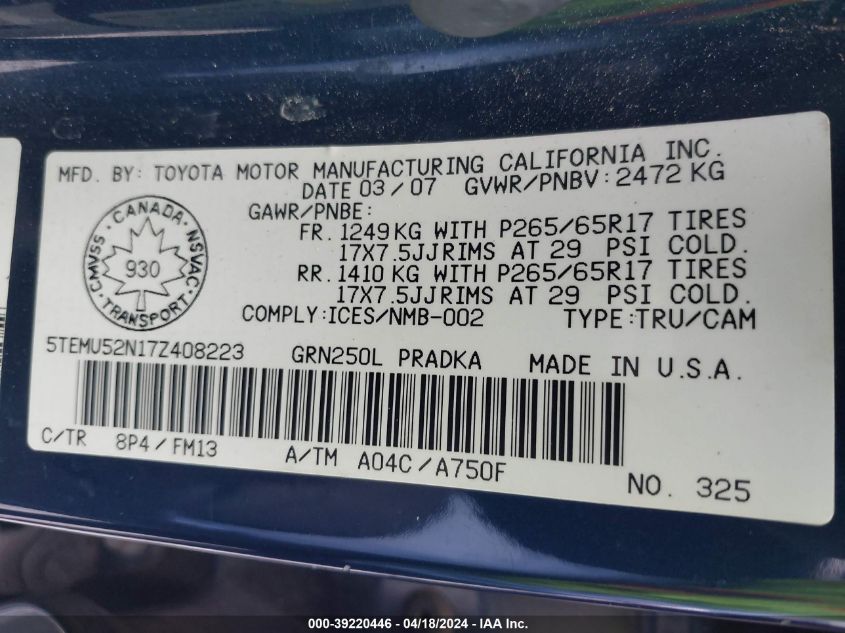 MFD. BY: TOYOTA MOTOR MANUFACTURING CALIFORNIA INC.
DATE 03/07 GVWR/PNBV: 2472 KG
GAWR/PNBE:
FR. 1249KG WITH P265/65R17 TIRES
17X7.5JJRIMS AT 29 PSI COLD.
RR. 1410 KG WITH P265/65R17 TIRES
17X7.5JJRIMS AT 29 PSI COLD.
CANADA
CMVSS 930 NSVAC
TRANSPORT
COMPLY:ICES/NMB-002 TYPE:TRU/CAM
5TEMU52N17Z408223 GRN250L PRADKA MADE IN U.S.A.
C/TR 8P4/FM13 A/TM A04C/A750F NO. 325
000-39220446 - 04/18/2024 - IAA Inc.